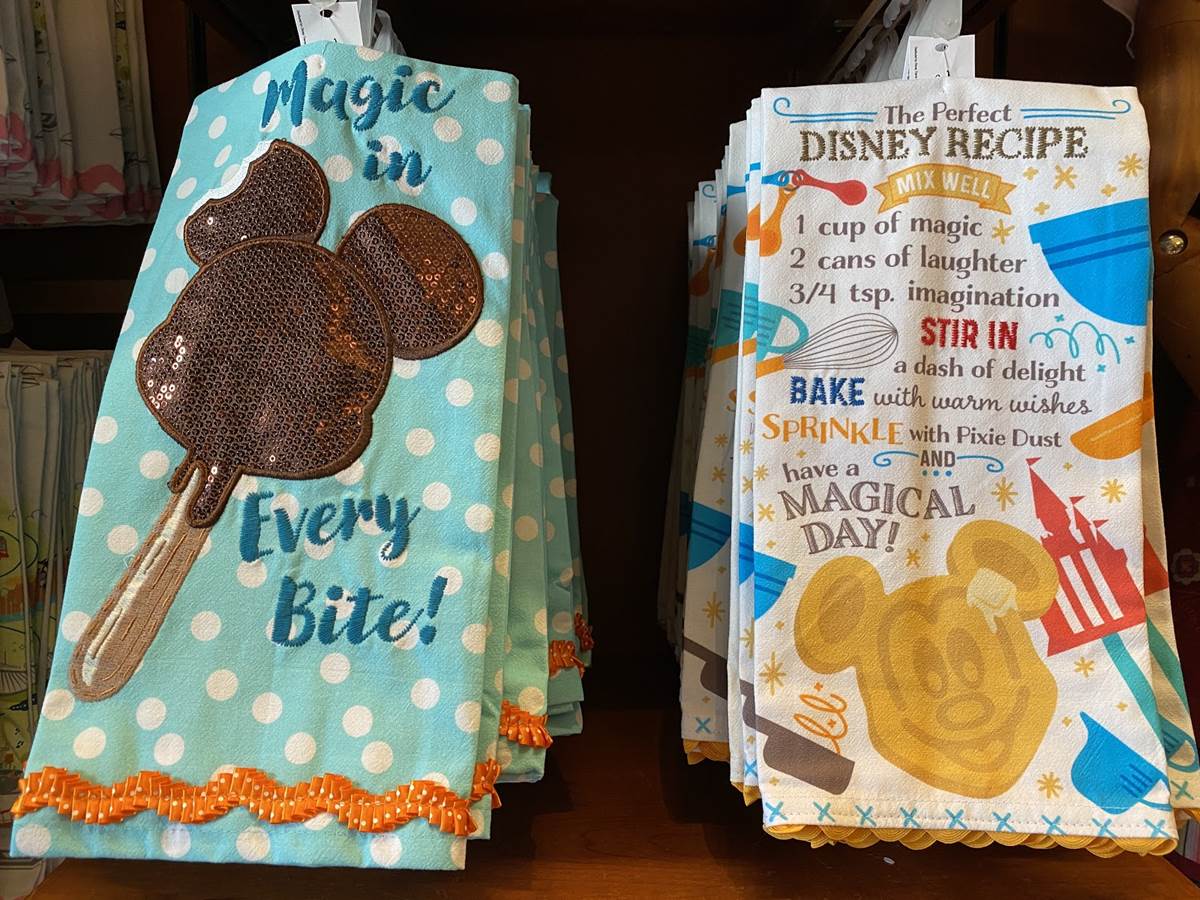 Magic
in
Every
Bite!
The Perfect
DISNEY RECIPE
MIX WELL
1 cup of magic
2 cans of laughter
3/4 tsp. imagination
STIR IN
a dash of delight
BAKE with warm wishes
SPRINKLE with Pixie Dust
AND
have a
MAGICAL
DAY!